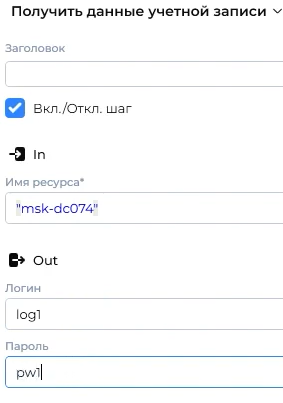 Получить данные учетной записи
Заголовок
Вкл./Откл. шаг
In
Имя ресурса*
"msk-dc074"
Out
Логин
log1
Пароль
pw1